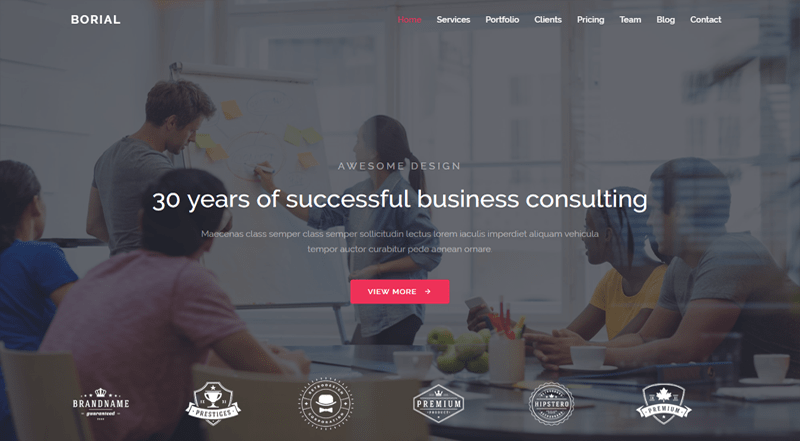 BORIAL
Home Services Portfolio Clients Pricing Team Blog Contact
AWESOME DESIGN
30 years of successful business consulting
Maecenas class semper class semper sollicitudin lectus lorem iaculis imperdiet aliquam vehicula
tempor auctor curabitur pede aenean ornare.
VIEW MORE →
BRANDNAME
guaranteed
PRESTIGES
PREMIUM
PRODUCT
HIPSTERO
PREMIUM